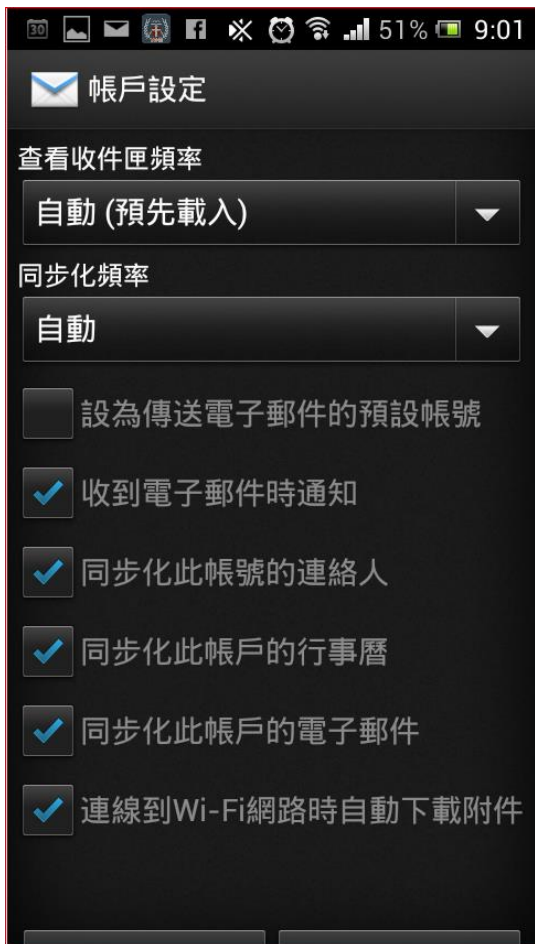 30 51% 9:01
帳戶設定
查看收件匣頻率
自動 (預先載入)
同步化頻率
自動
設為傳送電子郵件的預設帳號
收到電子郵件時通知
同步化此帳號的連絡人
同步化此帳戶的行事曆
同步化此帳戶的電子郵件
連線到Wi-Fi網路時自動下載附件